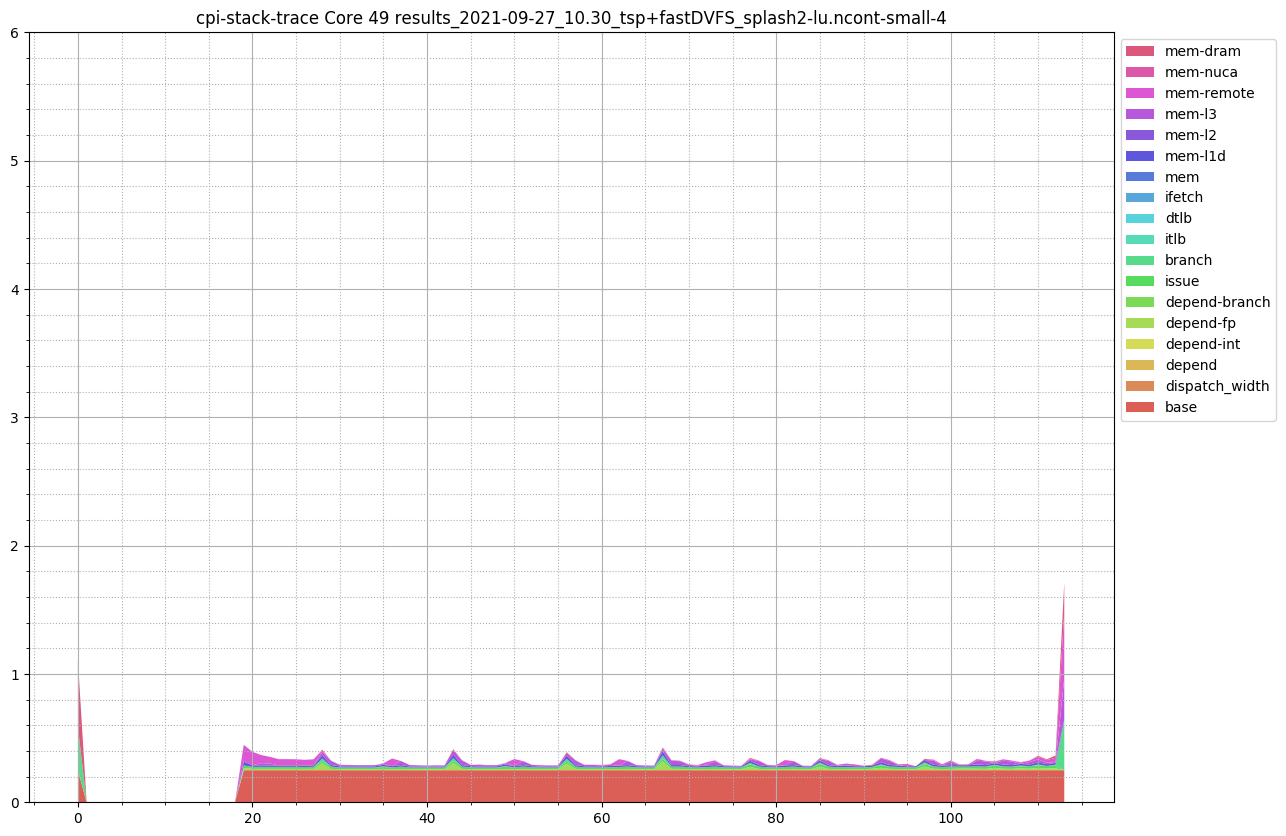 cpi-stack-trace Core 49 results_2021-09-27_10.30_tsp+fastDVFS_splash2-lu.ncont-small-4
6
5
4
3
2
1
0
0 20 40 60 80 100
mem-dram
mem-nuca
mem-remote
mem-l3
mem-l2
mem-l1d
mem
ifetch
dtlb
itlb
branch
issue
depend-branch
depend-fp
depend-int
depend
dispatch_width
base